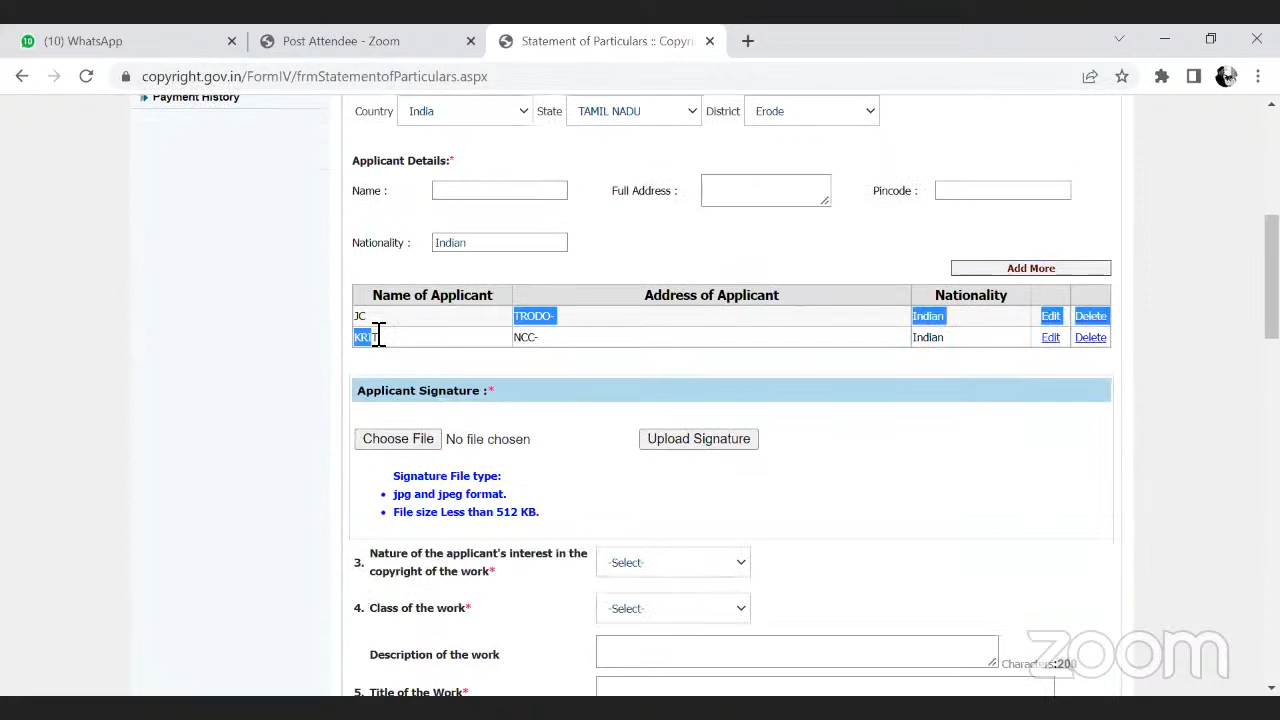 10 (10) WhatsApp Post Attendee - Zoom Statement of Particulars :: Copyri
copyright.gov.in/FormIV/frmStatementofParticulars.aspx
Payment History
Country India State TAMIL NADU District Erode
Applicant Details:*
Name : Full Address : Pincode :
Nationality : Indian
Add More
Name of Applicant Address of Applicant Nationality
JC TRODO- Indian Edit Delete
KRIT NCC- Indian Edit Delete
Applicant Signature :*
Choose File No file chosen Upload Signature
Signature File type:
• jpg and jpeg format.
• File size Less than 512 KB.
3. Nature of the applicant's interest in the
copyright of the work* -Select-
4. Class of the work* -Select-
Description of the work Characters:200
5. Title of the Work*
zoom